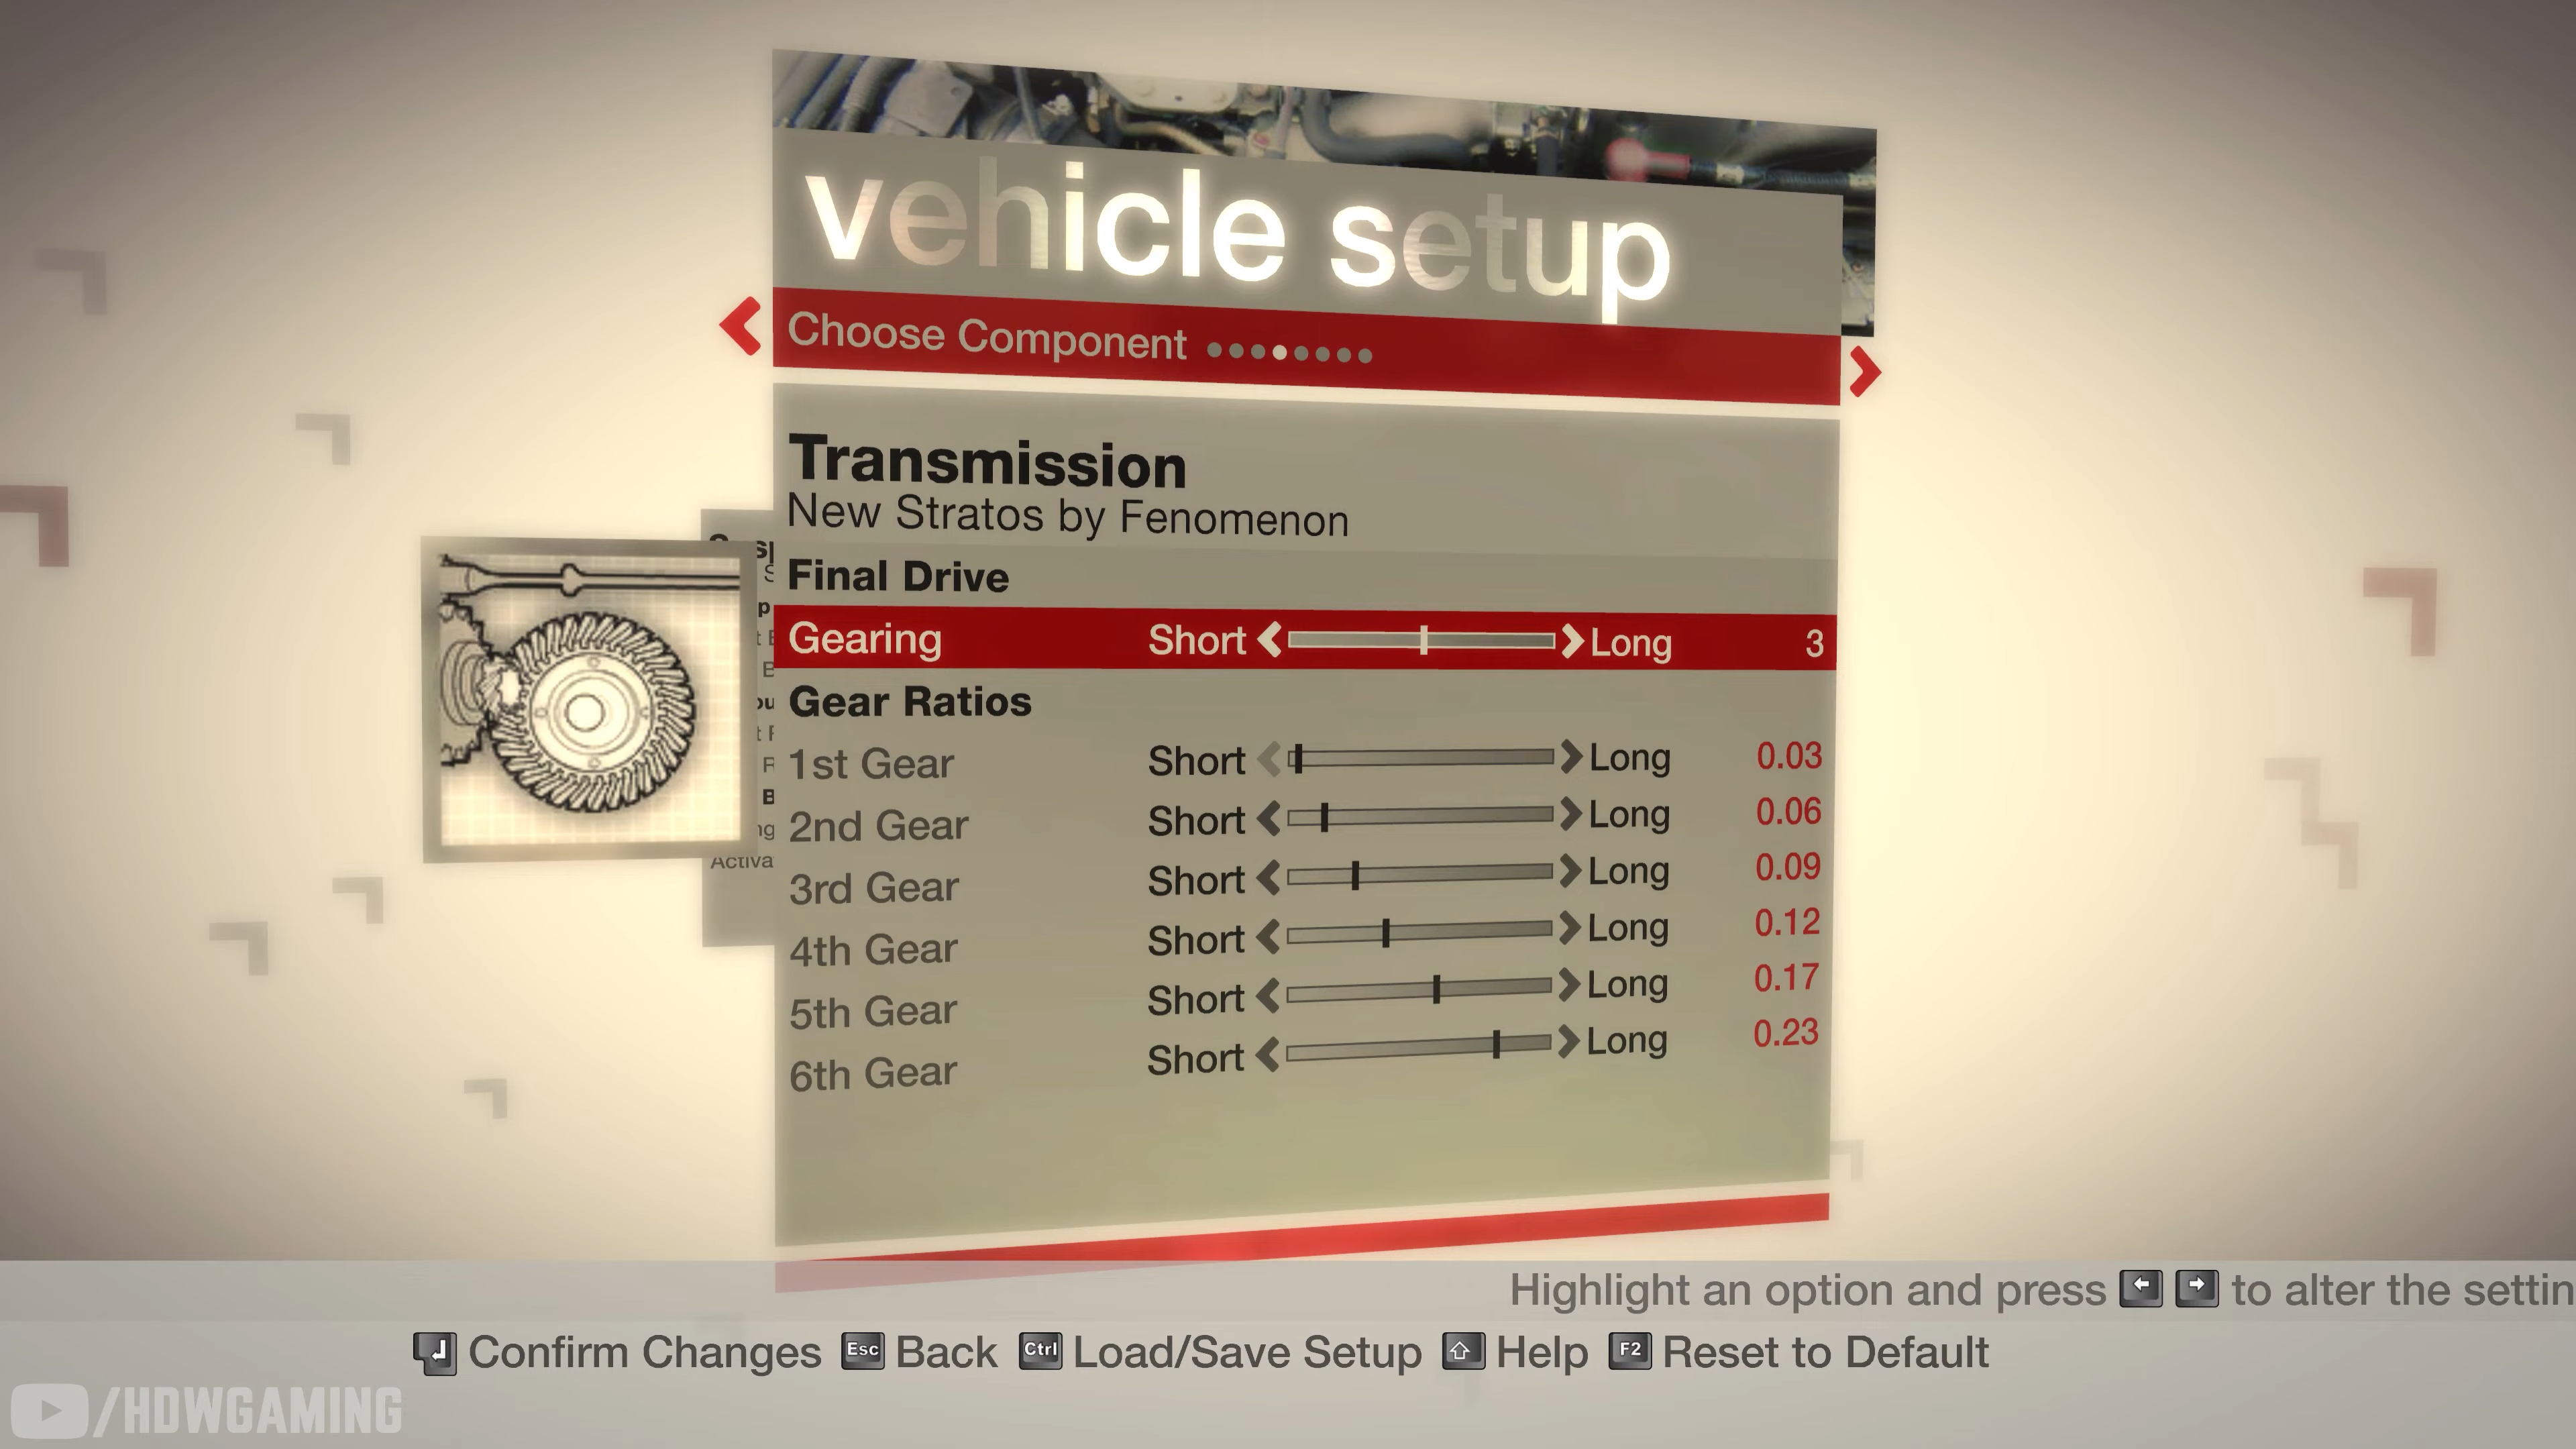 vehicle setup
Choose Component
Transmission
New Stratos by Fenomenon
Final Drive
Gearing Short Long 3
Gear Ratios
1st Gear Short Long 0.03
2nd Gear Short Long 0.06
3rd Gear Short Long 0.09
4th Gear Short Long 0.12
5th Gear Short Long 0.17
6th Gear Short Long 0.23
Activa
Highlight an option and press to alter the settin
Confirm Changes Esc Back Ctrl Load/Save Setup Help F2 Reset to Default
/HDWGAMING